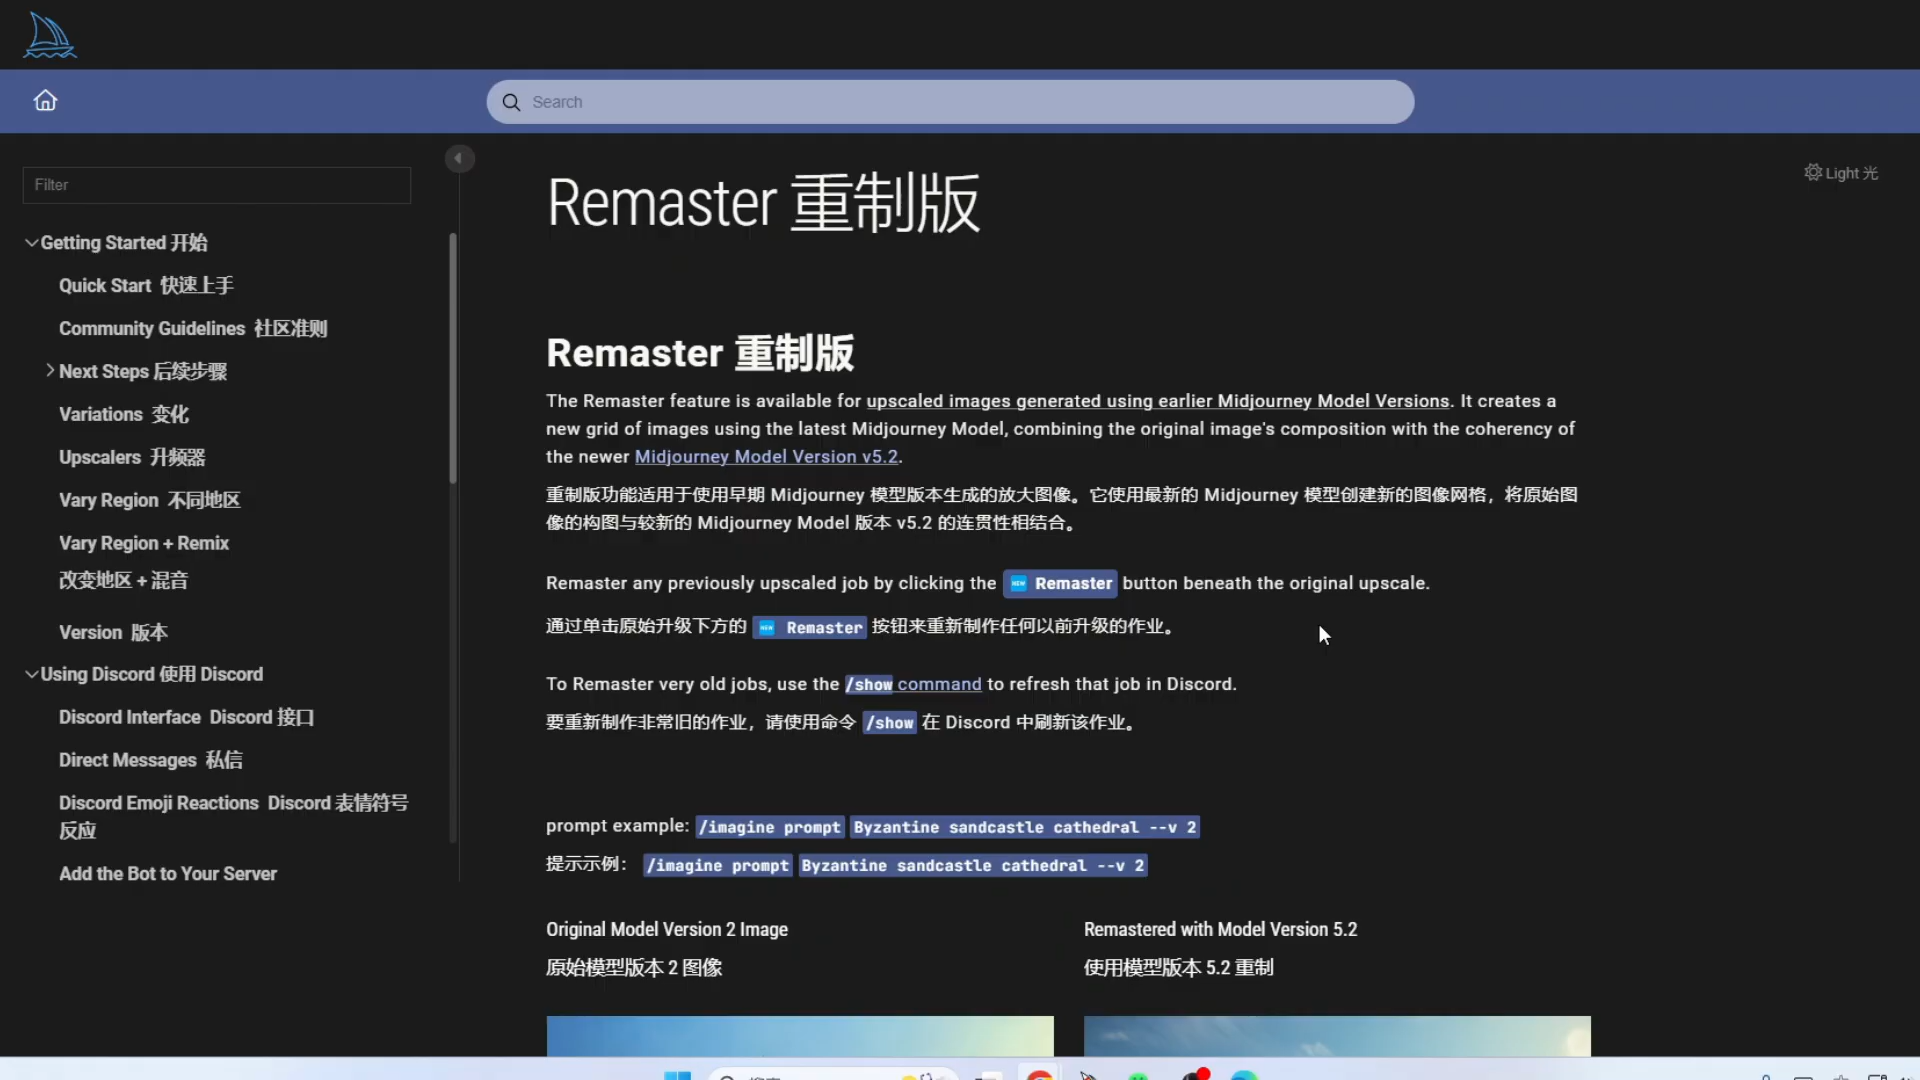 Search
Filter
Getting Started 开始
Quick Start 快速上手
Community Guidelines 社区准则
Next Steps 后续步骤
Variations 变化
Upscalers 升频器
Vary Region 不同地区
Vary Region + Remix
改变地区 + 混音
Version 版本
Using Discord 使用 Discord
Discord Interface Discord 接口
Direct Messages 私信
Discord Emoji Reactions Discord 表情符号
反应
Add the Bot to Your Server
Light 光
Remaster 重制版
Remaster 重制版
The Remaster feature is available for upscaled images generated using earlier Midjourney Model Versions. It creates a
new grid of images using the latest Midjourney Model, combining the original image's composition with the coherency of
the newer Midjourney Model Version v5.2.
重制版功能适用于使用早期 Midjourney 模型版本生成的放大图像。它使用最新的 Midjourney 模型创建新的图像网格，将原始图
像的构图与较新的 Midjourney Model 版本 v5.2 的连贯性相结合。
Remaster any previously upscaled job by clicking the NEW Remaster button beneath the original upscale.
通过单击原始升级下方的 NEW Remaster 按钮来重新制作任何以前升级的作业。
To Remaster very old jobs, use the /show command to refresh that job in Discord.
要重新制作非常旧的作业，请使用命令 /show 在 Discord 中刷新该作业。
prompt example: /imagine prompt Byzantine sandcastle cathedral --v 2
提示示例： /imagine prompt Byzantine sandcastle cathedral --v 2
Original Model Version 2 Image
原始模型版本 2 图像
Remastered with Model Version 5.2
使用模型版本 5.2 重制